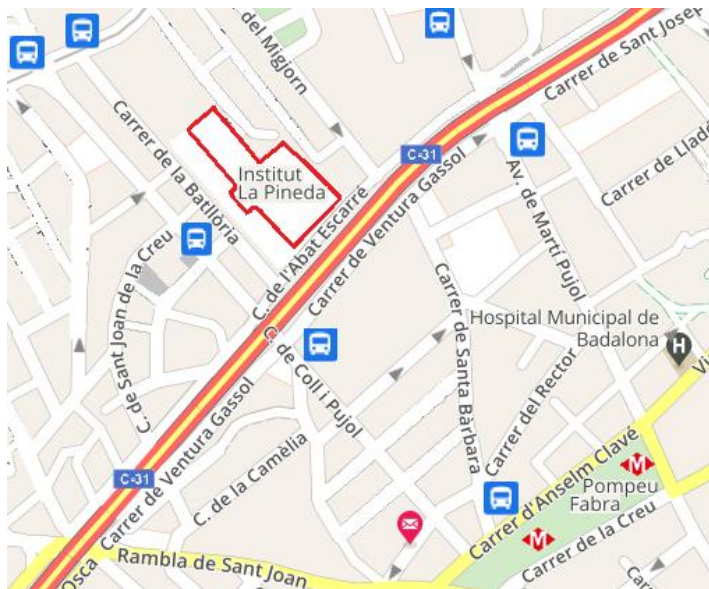 del Migjorn
Carrer de Sant Josep
Carrer de la Batllòria
Institut
La Pineda
C-31
Carrer de Ventura Gassol
Av. de Martí Pujol
Carrer de Lladó
C. de Sant Joan de la Creu
C. de l'Abat Escarré
Carrer de Santa Bàrbara
Hospital Municipal de
Badalona
H
C. de Coll i Pujol
Carrer del Rector
C-31
Carrer de Ventura Gassol
C. de la Camèlia
Carrer d'Anselm Clavé
M
Pompeu
Fabra
M
Carrer de la Creu
Rambla de Sant Joan
Osca